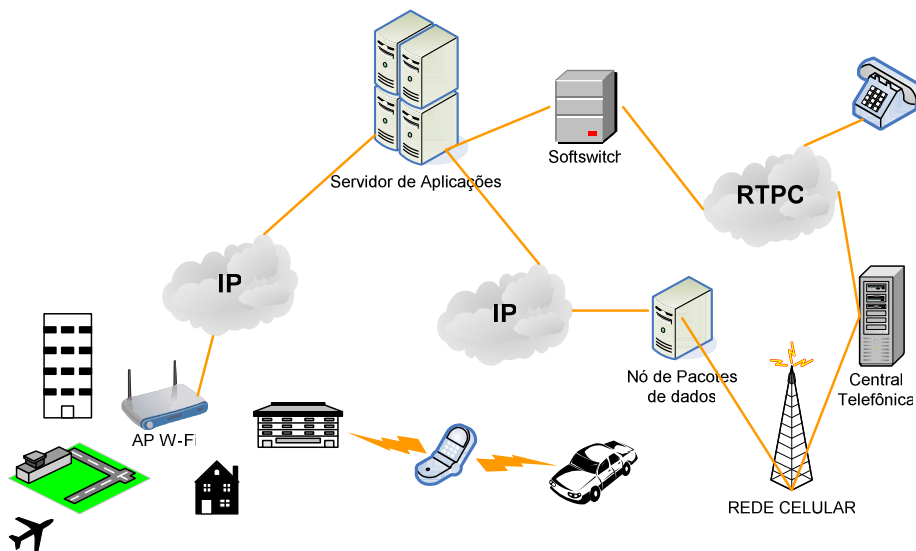 Servidor de Aplicações
Softswitch
RTPC
IP
IP
Nó de Pacotes
de dados
Central
Telefônica
AP W-Fi
REDE CELULAR